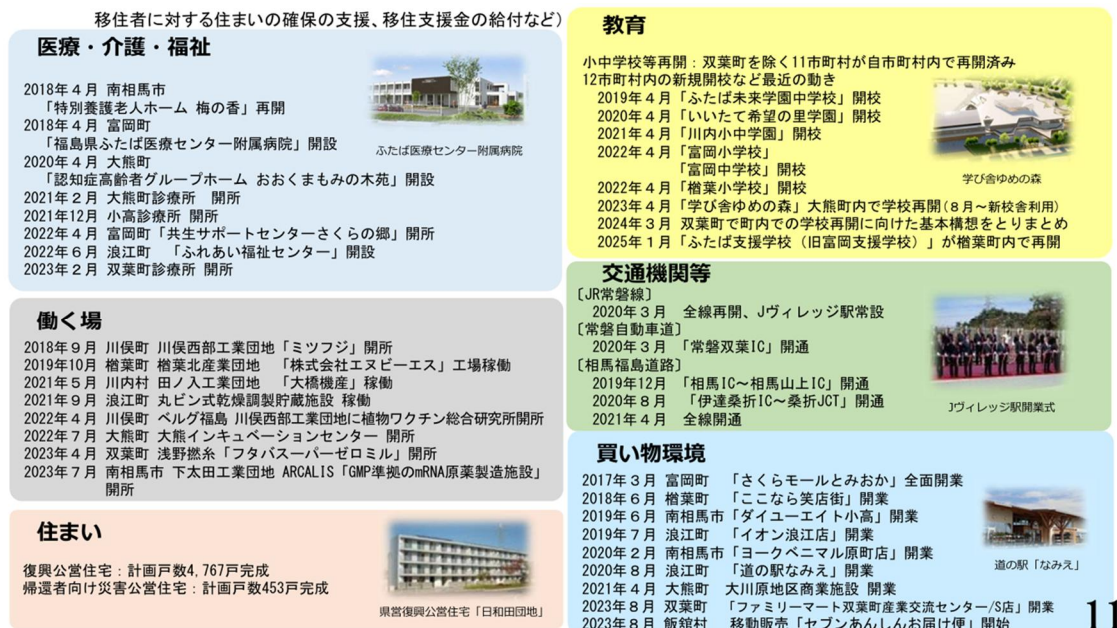 移住者に対する住まいの確保の支援、移住支援金の給付など）
医療・介護・福祉
2018年４月 南相馬市
「特別養護老人ホーム 梅の香」再開
2018年４月 富岡町
「福島県ふたば医療センター附属病院」開設
2020年４月 大熊町
「認知症高齢者グループホーム おおくまもみの木苑」開設
2021年２月 大熊町診療所　開所
2021年12月 小高診療所 開所
2022年４月 富岡町「共生サポートセンターさくらの郷」開所
2022年６月 浪江町　「ふれあい福祉センター」開設
2023年２月 双葉町診療所 開所
ふたば医療センター附属病院
働く場
2018年９月 川俣町 川俣西部工業団地「ミツフジ」開所
2019年10月 楢葉町 楢葉北産業団地　「株式会社エヌビーエス」工場稼働
2021年５月 川内村 田ノ入工業団地　「大橋機産」稼働
2021年９月 浪江町 丸ビン式乾燥調製貯蔵施設 稼働
2022年４月 川俣町 ベルグ福島 川俣西部工業団地に植物ワクチン総合研究所開所
2022年７月 大熊町 大熊インキュベーションセンター 開所
2023年４月 双葉町 浅野撚糸「フタバスーパーゼロミル」開所
2023年７月 南相馬市 下太田工業団地 ARCALIS「GMP準拠のmRNA原薬製造施設」
開所
住まい
復興公営住宅：計画戸数4,767戸完成
帰還者向け災害公営住宅：計画戸数453戸完成
県営復興公営住宅「日和田団地」
教育
小中学校等再開：双葉町を除く11市町村が自市町村内で再開済み
12市町村内の新規開校など最近の動き
2019年４月「ふたば未来学園中学校」開校
2020年４月「いいたて希望の里学園」開校
2021年４月「川内小中学園」開校
2022年４月「富岡小学校」
「富岡中学校」開校
2022年４月「楢葉小学校」開校
2023年４月「学び舎ゆめの森」大熊町内で学校再開（８月～新校舎利用）
2024年３月 双葉町で町内での学校再開に向けた基本構想をとりまとめ
2025年１月「ふたば支援学校（旧富岡支援学校）」が楢葉町内で再開
学び舎ゆめの森
交通機関等
〔JR常磐線〕
2020年３月　全線再開、Jヴィレッジ駅常設
〔常磐自動車道〕
2020年３月　「常磐双葉IC」開通
〔相馬福島道路〕
2019年12月　「相馬IC～相馬山上IC」開通
2020年８月　「伊達桑折IC～桑折JCT」開通
2021年４月　全線開通
Jヴィレッジ駅開業式
買い物環境
2017年３月 富岡町　「さくらモールとみおか」全面開業
2018年６月 楢葉町　「ここなら笑店街」開業
2019年６月 南相馬市「ダイユーエイト小高」開業
2019年７月 浪江町　「イオン浪江店」開業
2020年２月 南相馬市「ヨークベニマル原町店」開業
2020年８月 浪江町　「道の駅なみえ」開業
2021年４月 大熊町　大川原地区商業施設 開業
2023年８月 双葉町　「ファミリーマート双葉町産業交流センター/S店」開業
2023年８月 飯舘村　移動販売「セブンあんしんお届け便」開始
道の駅「なみえ」
11